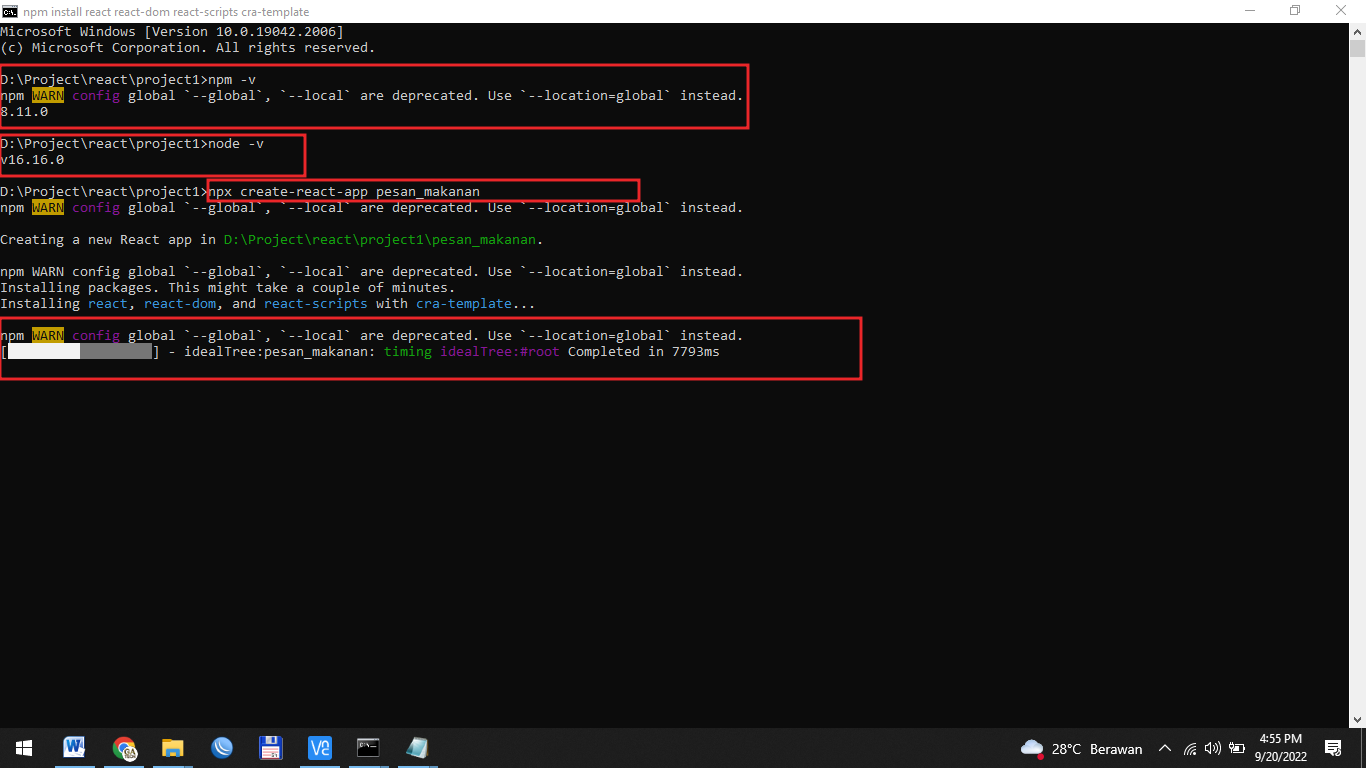 npm install react react-dom react-scripts cra-template
Microsoft Windows [Version 10.0.19042.2006]
(c) Microsoft Corporation. All rights reserved.
D:\Project\react\project1>npm -v
npm WARN config global `--global`, `--local` are deprecated. Use `--location=global` instead.
8.11.0
D:\Project\react\project1>node -v
v16.16.0
D:\Project\react\project1>npx create-react-app pesan_makanan
npm WARN config global `--global`, `--local` are deprecated. Use `--location=global` instead.
Creating a new React app in D:\Project\react\project1\pesan_makanan.
npm WARN config global `--global`, `--local` are deprecated. Use `--location=global` instead.
Installing packages. This might take a couple of minutes.
Installing react, react-dom, and react-scripts with cra-template...
npm WARN config global `--global`, `--local` are deprecated. Use `--location=global` instead.
[                  ] - idealTree:pesan_makanan: timing idealTree:#root Completed in 7793ms
28°C Berawan
4:55 PM
9/20/2022